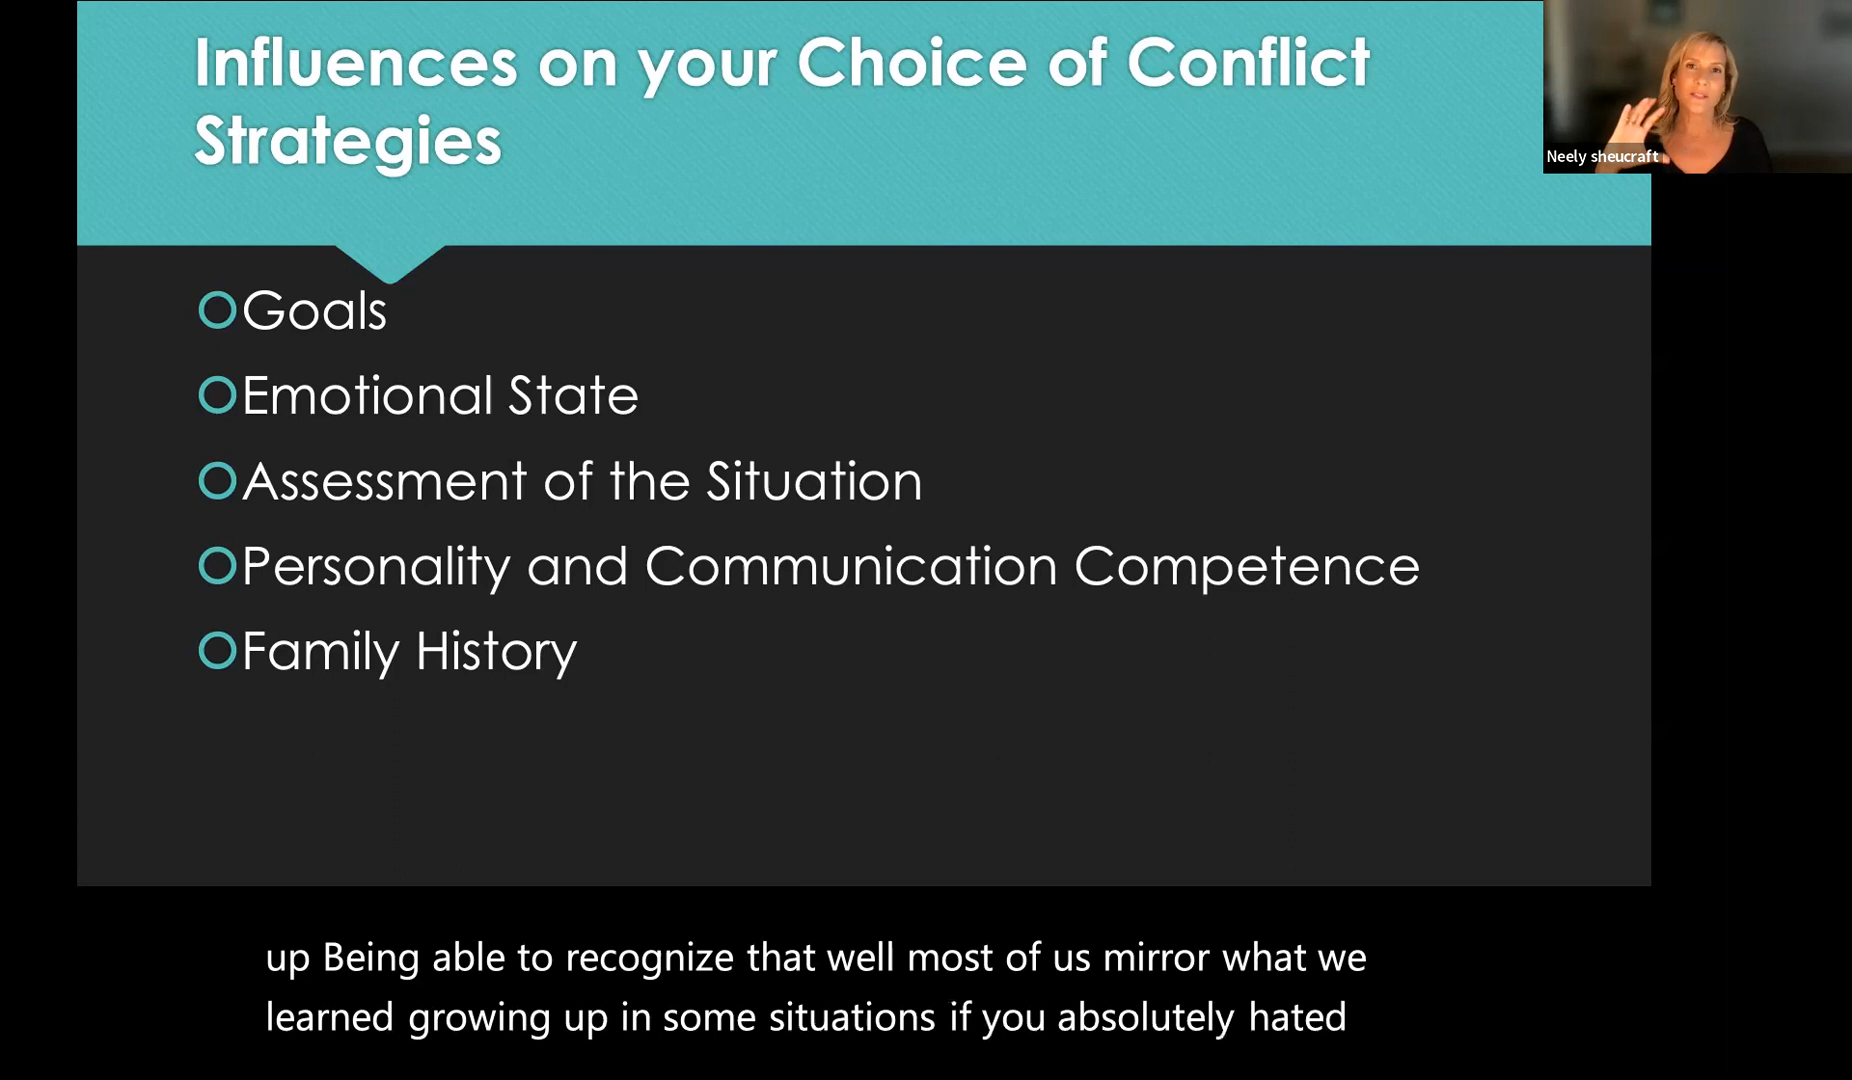 Influences on your Choice of Conflict
Strategies
Neely sheucraft
Goals
Emotional State
Assessment of the Situation
Personality and Communication Competence
Family History
up Being able to recognize that well most of us mirror what we
learned growing up in some situations if you absolutely hated